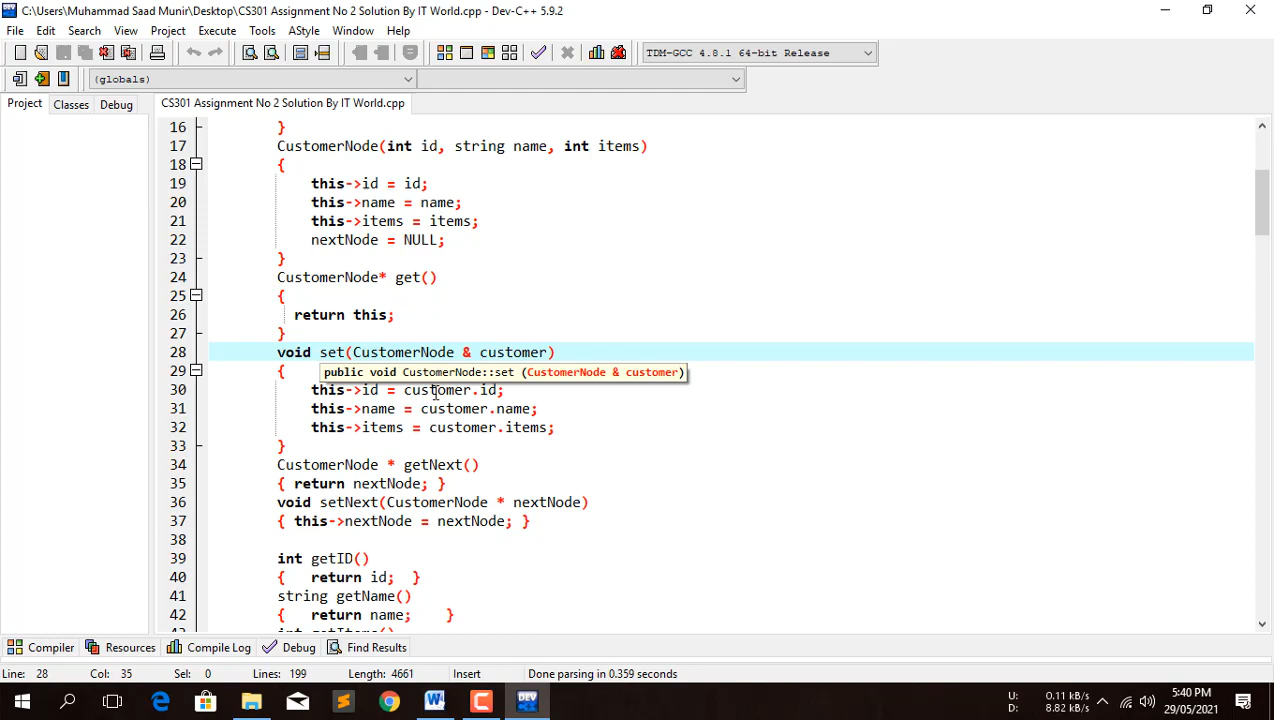 C:\Users\Muhammad Saad Munir\Desktop\CS301 Assignment No 2 Solution By IT World.cpp - Dev-C++ 5.9.2
File Edit Search View Project Execute Tools AStyle Window Help
TDM-GCC 4.8.1 64-bit Release
(globals)
Project Classes Debug CS301 Assignment No 2 Solution By IT World.cpp
16 }
17 CustomerNode(int id, string name, int items)
18 {
19 this->id = id;
20 this->name = name;
21 this->items = items;
22 nextNode = NULL;
23 }
24 CustomerNode* get()
25 {
26 return this;
27 }
28 void set(CustomerNode & customer)
29 { public void CustomerNode::set (CustomerNode & customer)
30 this->id = customer.id;
31 this->name = customer.name;
32 this->items = customer.items;
33 }
34 CustomerNode * getNext()
35 { return nextNode; }
36 void setNext(CustomerNode * nextNode)
37 { this->nextNode = nextNode; }
38
39 int getID()
40 { return id; }
41 string getName()
42 { return name; }
Compiler Resources Compile Log Debug Find Results
Line: 28 Col: 35 Sel: 0 Lines: 199 Length: 4661 Insert Done parsing in 0.359 seconds
DEV U: 0.11 kB/s 5:40 PM
D: 8.82 kB/s 29/05/2021